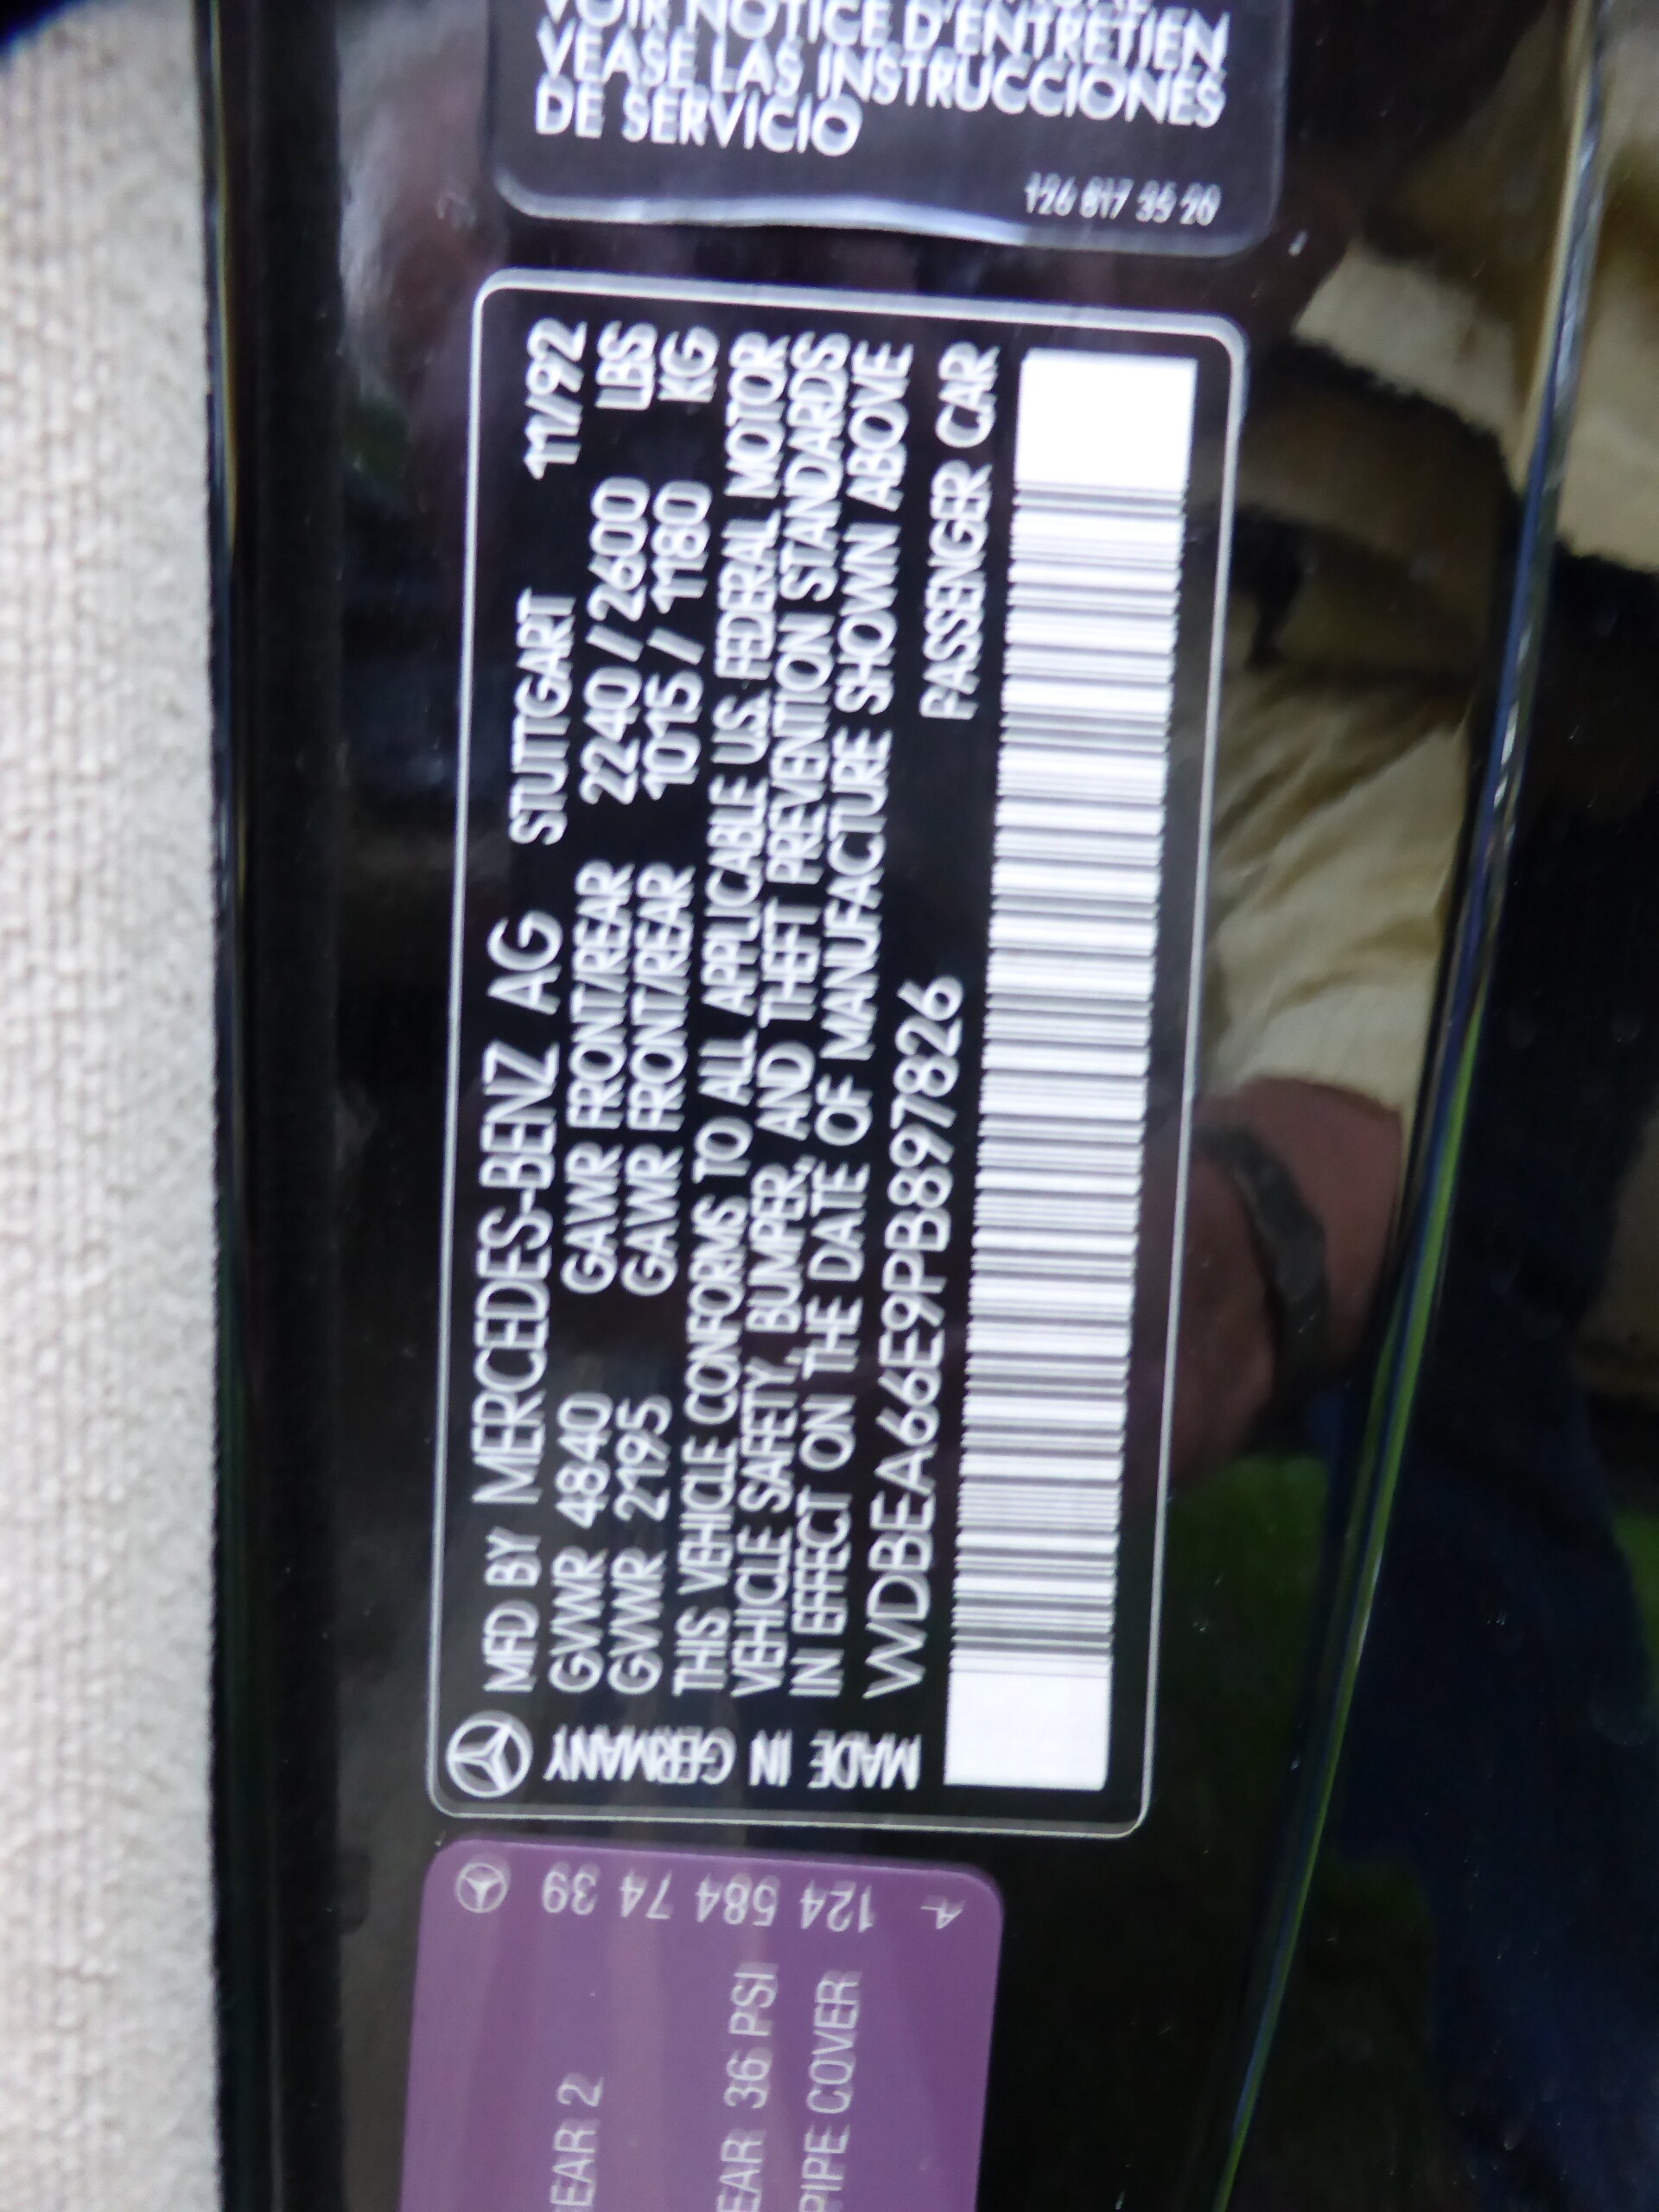 VOIR NOTICE D'ENTRETIEN
VEASE LAS INSTRUCCIONES
DE SERVICIO
126 817 35 20
MFD BY MERCEDES-BENZ AG STUTTGART 11/92
GVWR 4840 GAWR FRONT/REAR 2240/2600 LBS
GVWR 2195 GAWR FRONT/REAR 1015/1180 KG
THIS VEHICLE CONFORMS TO ALL APPLICABLE U.S. FEDERAL MOTOR
VEHICLE SAFETY, BUMPER, AND THEFT PREVENTION STANDARDS
IN EFFECT ON THE DATE OF MANUFACTURE SHOWN ABOVE
WDBEA66E9PB897826 PASSENGER CAR
MADE IN GERMANY
A 124 584 74 39
EAR 2
EAR 36 PSI
PIPE COVER